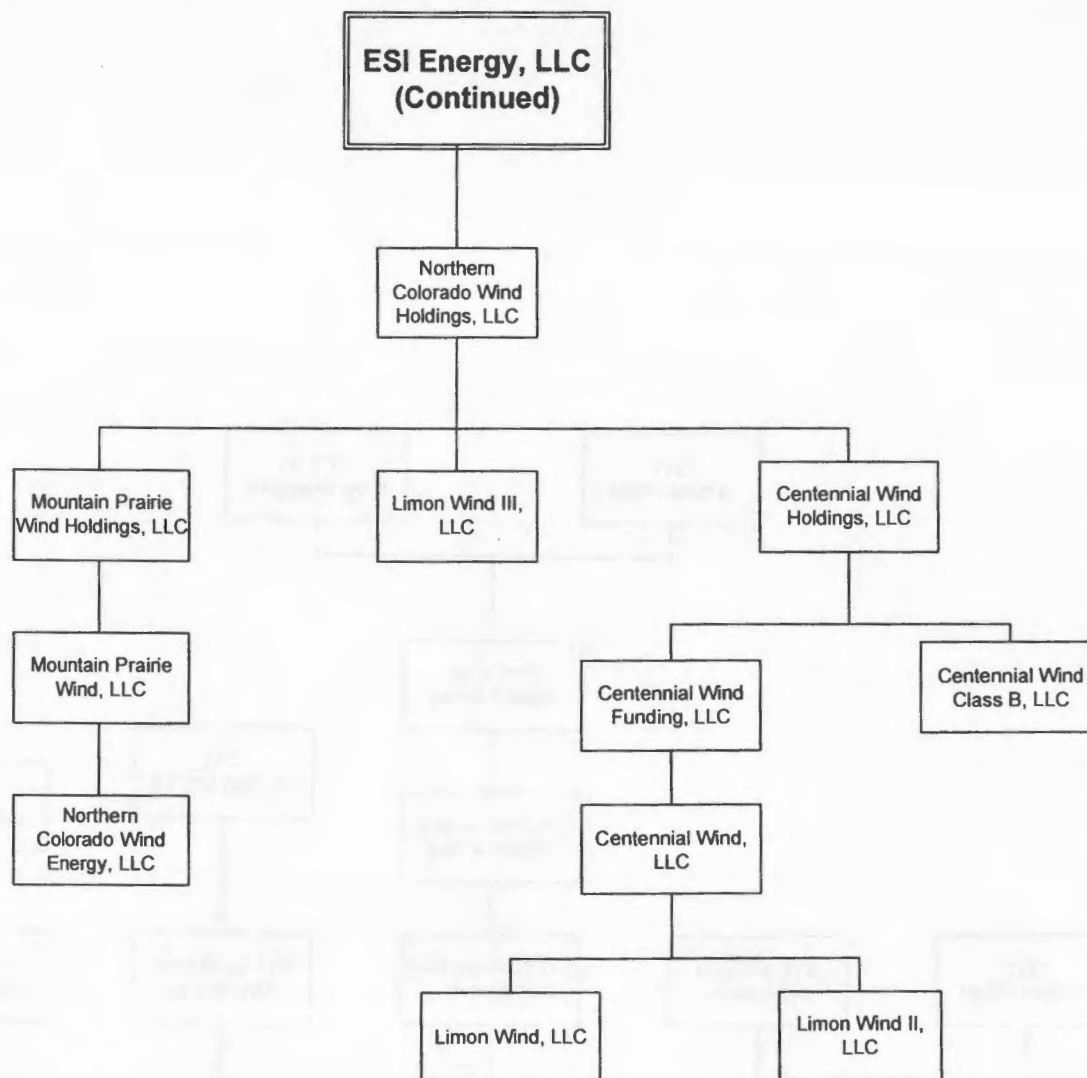 ESI Energy, LLC
(Continued)
Northern
Colorado Wind
Holdings, LLC
Mountain Prairie
Wind Holdings, LLC
Limon Wind III,
LLC
Centennial Wind
Holdings, LLC
Mountain Prairie
Wind, LLC
Centennial Wind
Funding, LLC
Centennial Wind
Class B, LLC
Northern
Colorado Wind
Energy, LLC
Centennial Wind,
LLC
Limon Wind, LLC
Limon Wind II,
LLC